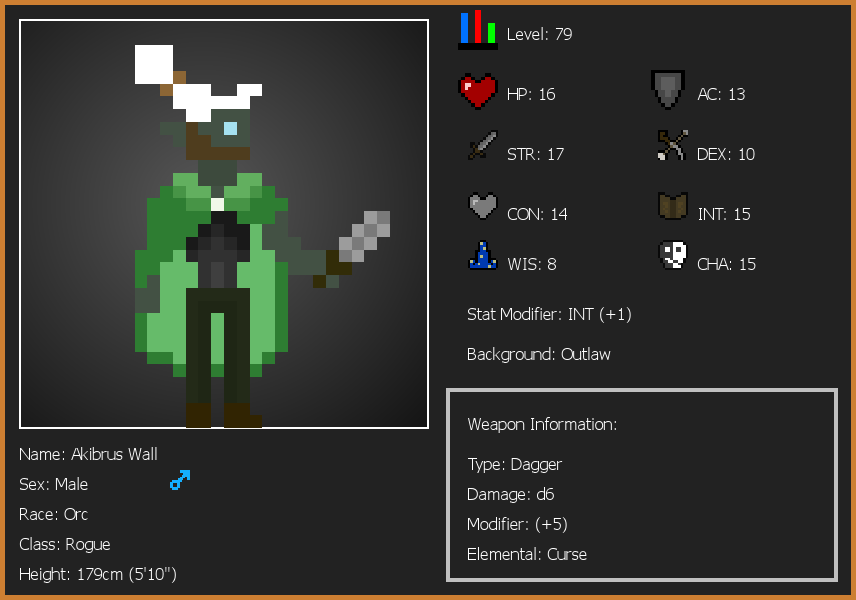 Level: 79
HP: 16
AC: 13
STR: 17
DEX: 10
CON: 14
INT: 15
WIS: 8
CHA: 15
Stat Modifier: INT (+1)
Background: Outlaw
Weapon Information:
Type: Dagger
Damage: d6
Modifier: (+5)
Elemental: Curse
Name: Akibrus Wall
Sex: Male
Race: Orc
Class: Rogue
Height: 179cm (5'10")